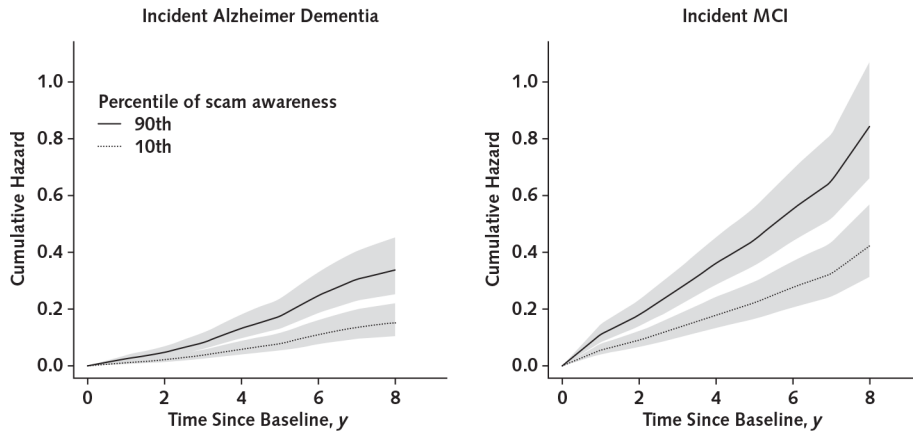 Incident Alzheimer Dementia
Cumulative Hazard
1.0
0.8
0.6
0.4
0.2
0.0
Percentile of scam awareness
90th
10th
0 2 4 6 8
Time Since Baseline, y
Incident MCI
Cumulative Hazard
1.0
0.8
0.6
0.4
0.2
0.0
0 2 4 6 8
Time Since Baseline, y